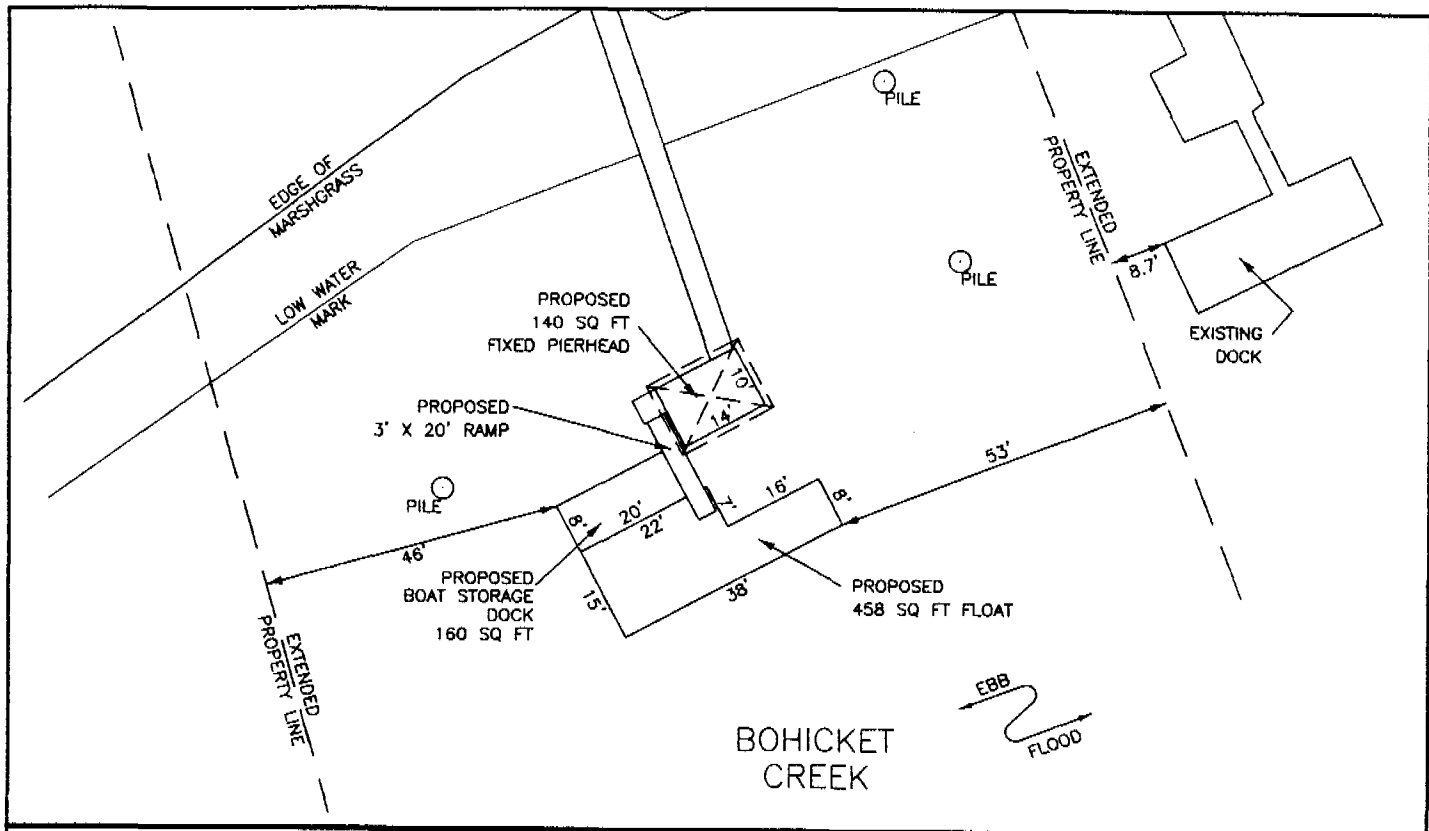 PILE
EDGE OF
MARSHGRASS
EXTENDED
PROPERTY LINE
8.7'
PILE
LOW WATER
MARK
PROPOSED
140 SQ FT
FIXED PIERHEAD
EXISTING
DOCK
10'
14'
PROPOSED
3' X 20' RAMP
53'
PILE
16'
8'
7'
8'
20'
22'
46'
PROPOSED
BOAT STORAGE
DOCK
160 SQ FT
15'
38'
PROPOSED
458 SQ FT FLOAT
EXTENDED
PROPERTY LINE
EBB
FLOOD
BOHICKET
CREEK